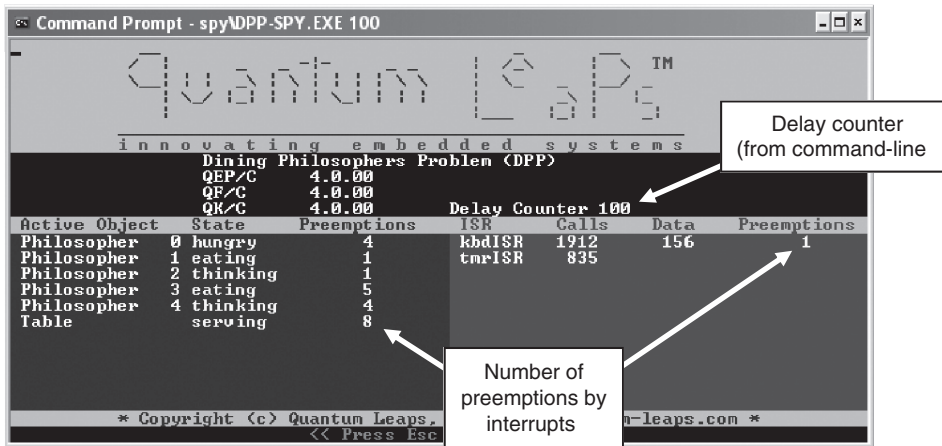 Command Prompt - spy\DPP-SPY.EXE 100
Quantum LeaPs TM
innovating embedded systems
Dining Philosophers Problem (DPP)
QEP/C 4.0.00
QF/C 4.0.00
QK/C 4.0.00 Delay Counter 100
Delay counter
(from command-line
Active Object State Preemptions ISR Calls Data Preemptions
Philosopher 0 hungry 4 kbdISR 1912 156 1
Philosopher 1 eating 1 tmrISR 835
Philosopher 2 thinking 1
Philosopher 3 eating 5
Philosopher 4 thinking 4
Table serving 8
Number of
preemptions by
interrupts
* Copyright (c) Quantum Leaps, n-leaps.com *
<< Press Esc